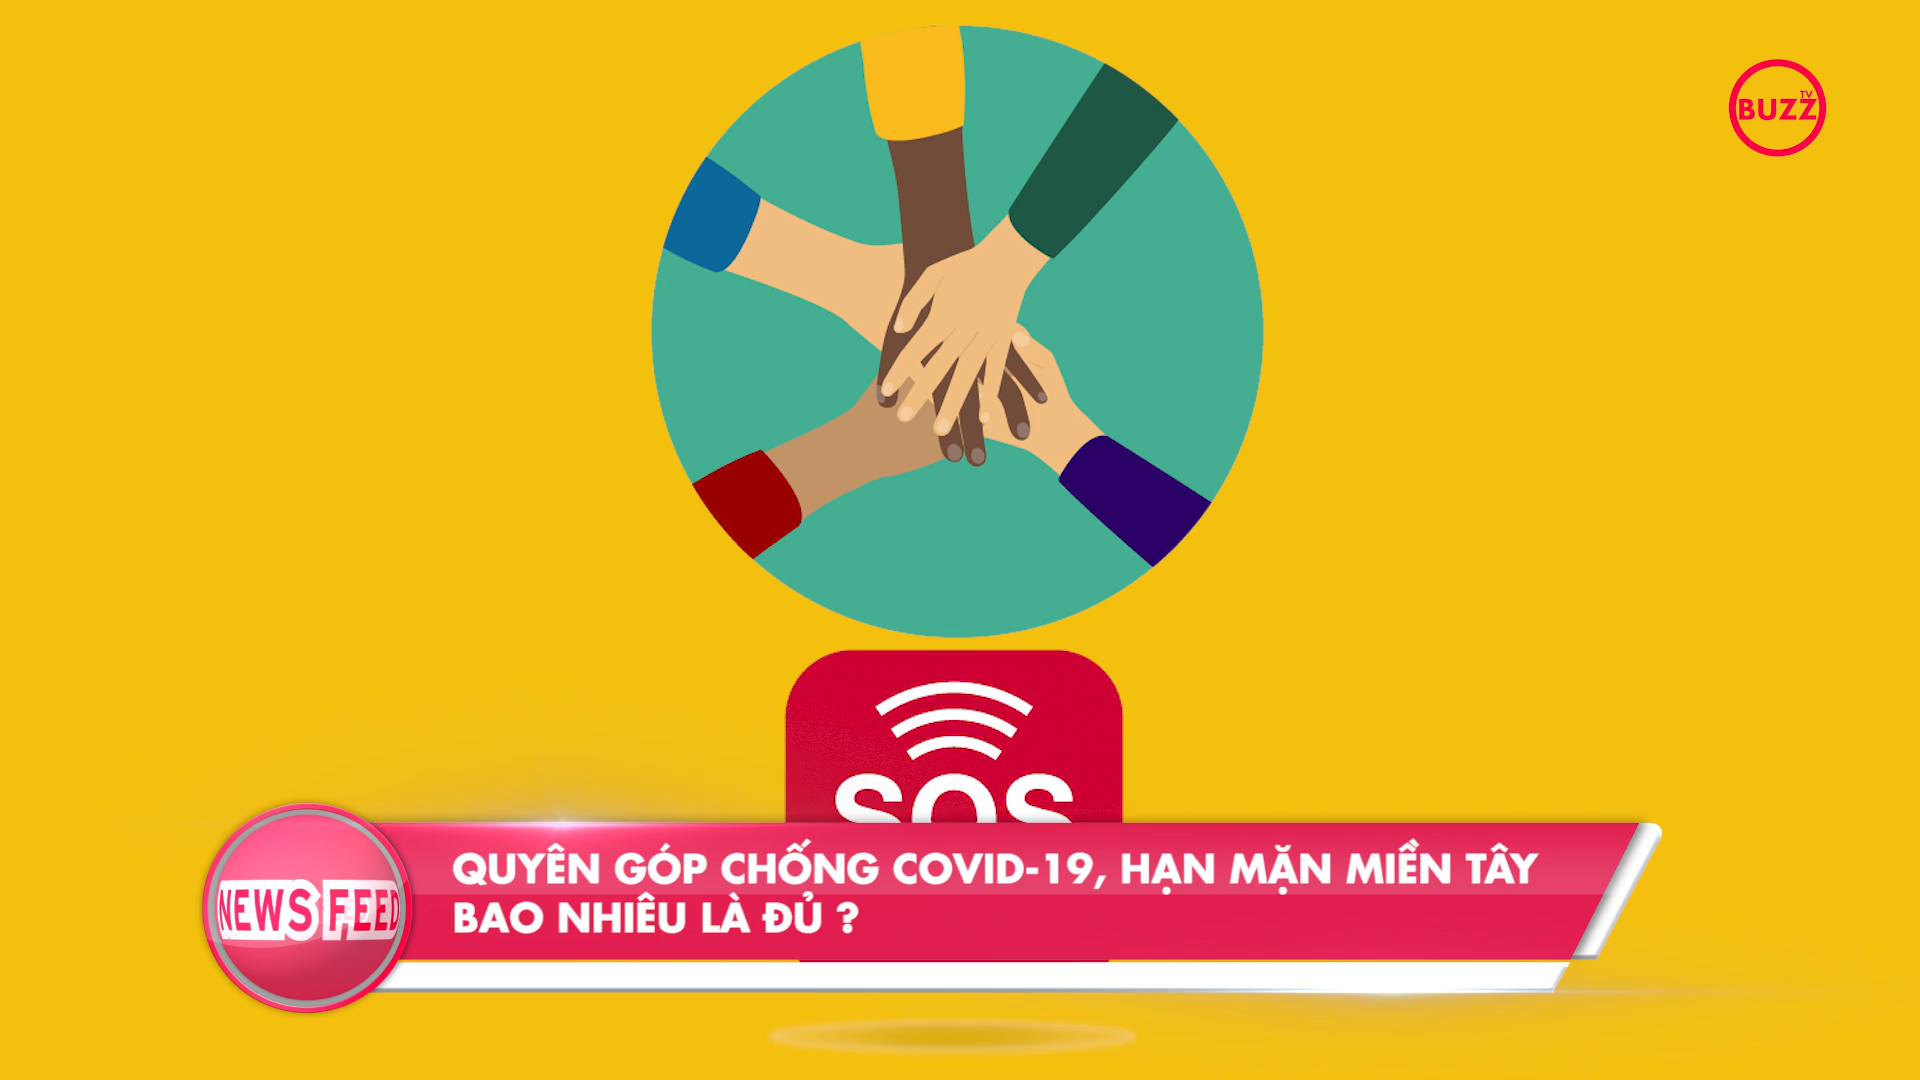 TV
BUZZ
SOS
NEWS FEED
QUYÊN GÓP CHỐNG COVID-19, HẠN MẶN MIỀN TÂY
BAO NHIÊU LÀ ĐỦ ?